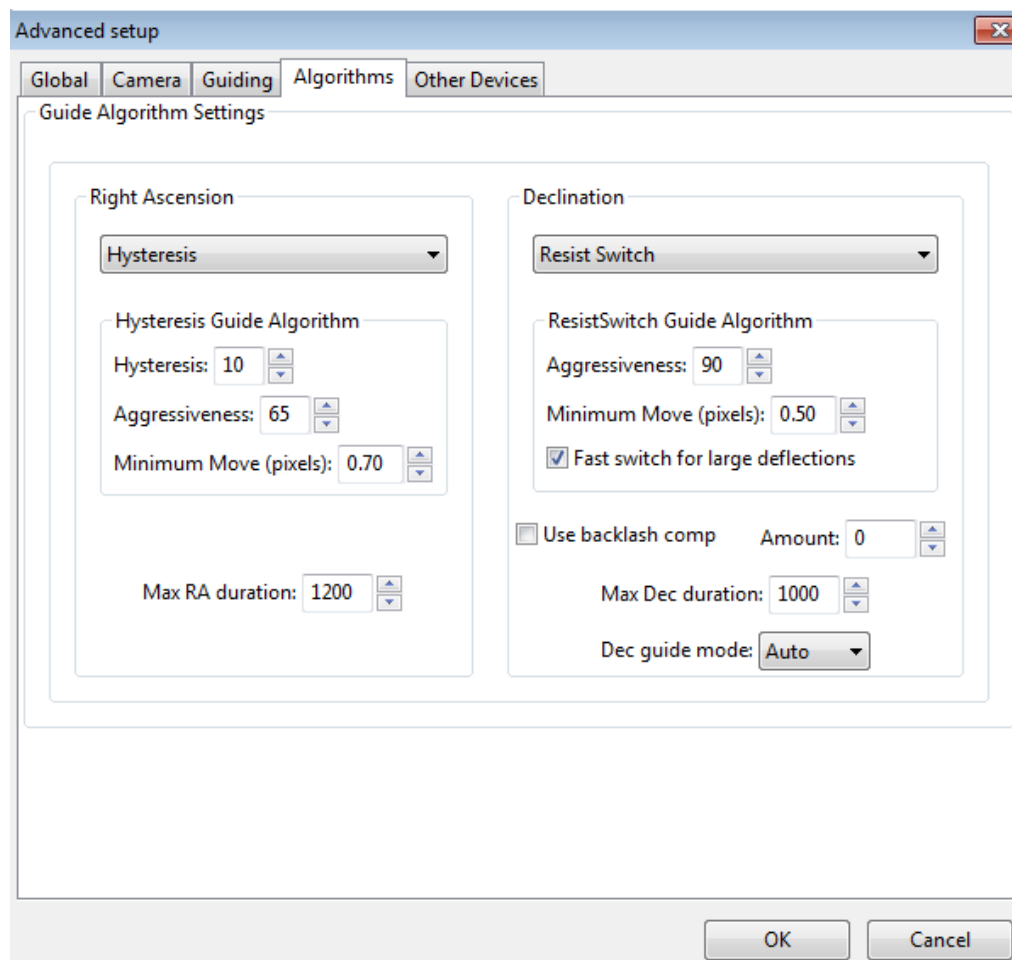 Advanced setup
Global Camera Guiding Algorithms Other Devices
Guide Algorithm Settings
Right Ascension
Hysteresis
Hysteresis Guide Algorithm
Hysteresis: 10
Aggressiveness: 65
Minimum Move (pixels): 0.70
Max RA duration: 1200
Declination
Resist Switch
ResistSwitch Guide Algorithm
Aggressiveness: 90
Minimum Move (pixels): 0.50
Fast switch for large deflections
Use backlash comp Amount: 0
Max Dec duration: 1000
Dec guide mode: Auto
OK Cancel